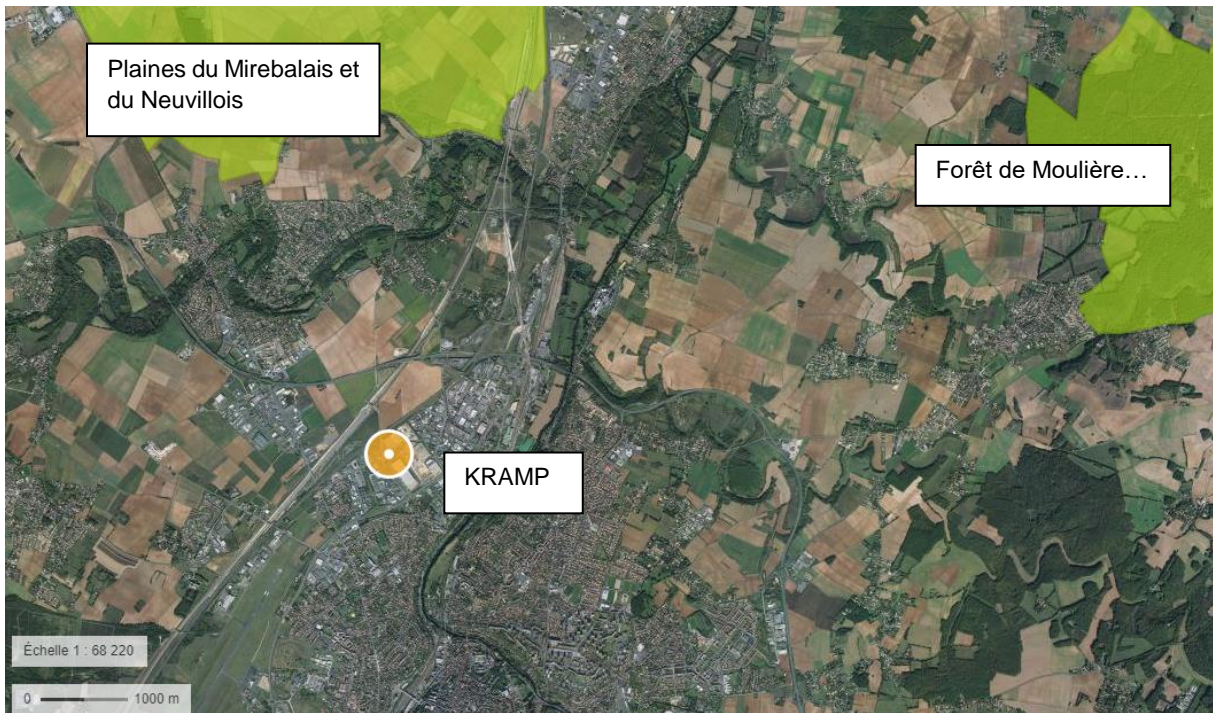 Plaines du Mirebalais et
du Neuvillois
Forêt de Moulière…
KRAMP
Échelle 1 : 68 220
0 1000 m